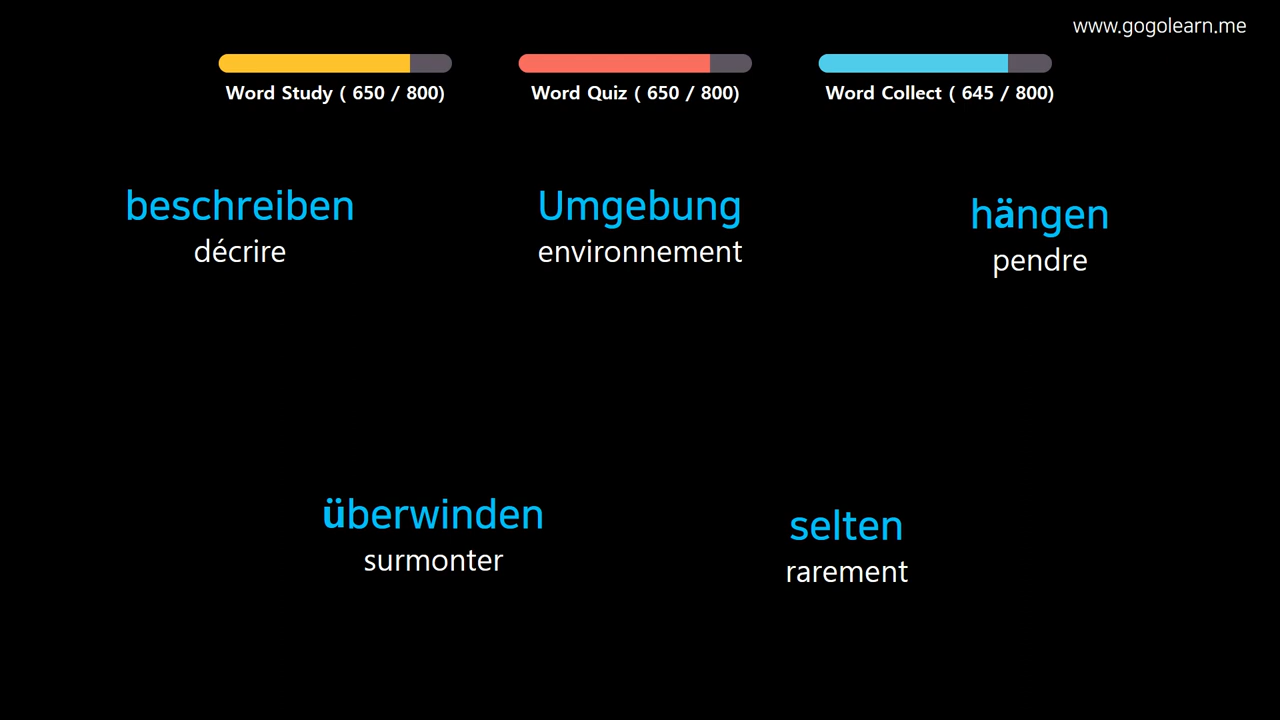 www.gogolearn.me
Word Study ( 650 / 800)
Word Quiz ( 650 / 800)
Word Collect ( 645 / 800)
beschreiben
décrire
Umgebung
environnement
hängen
pendre
überwinden
surmonter
selten
rarement